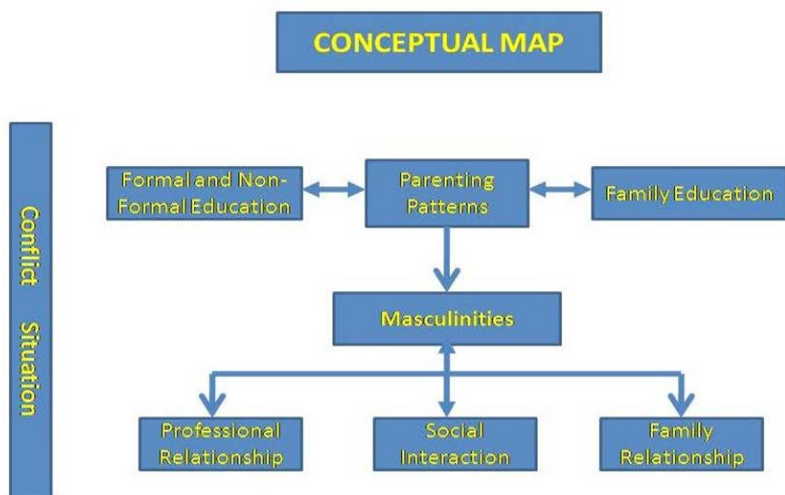 CONCEPTUAL MAP
Conflict Situation
Formal and Non-
Formal Education
Parenting
Patterns
Family Education
Masculinities
Professional
Relationship
Social
Interaction
Family
Relationship